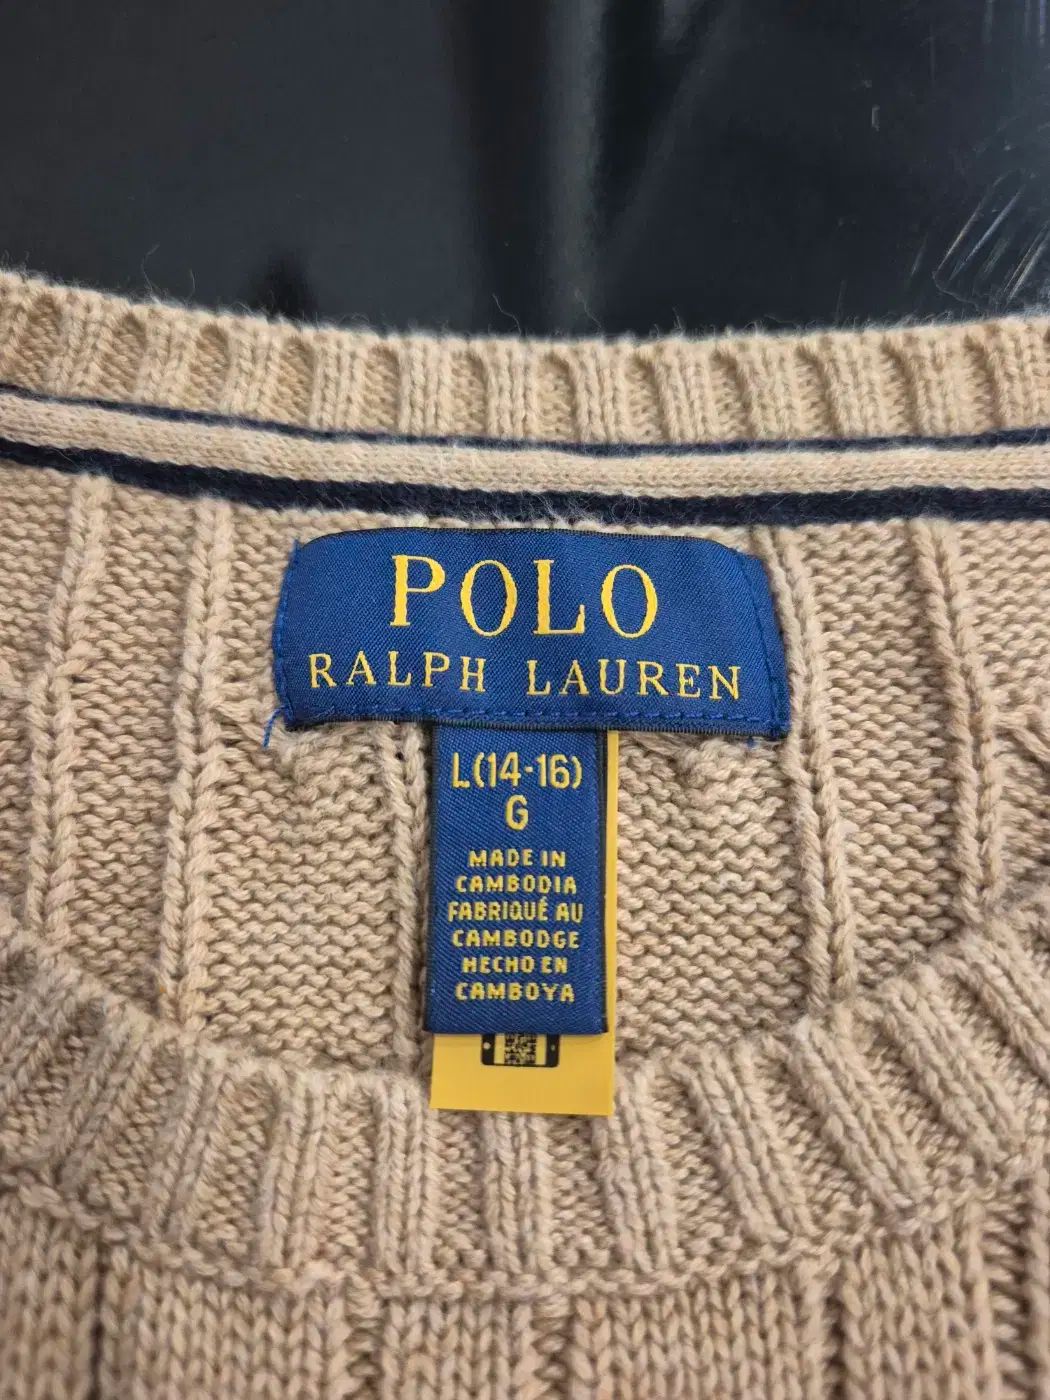 POLO
RALPH LAUREN
L(14-16)
G
MADE IN
CAMBODIA
FABRIQUÉ AU
CAMBODGE
HECHO EN
CAMBOYA